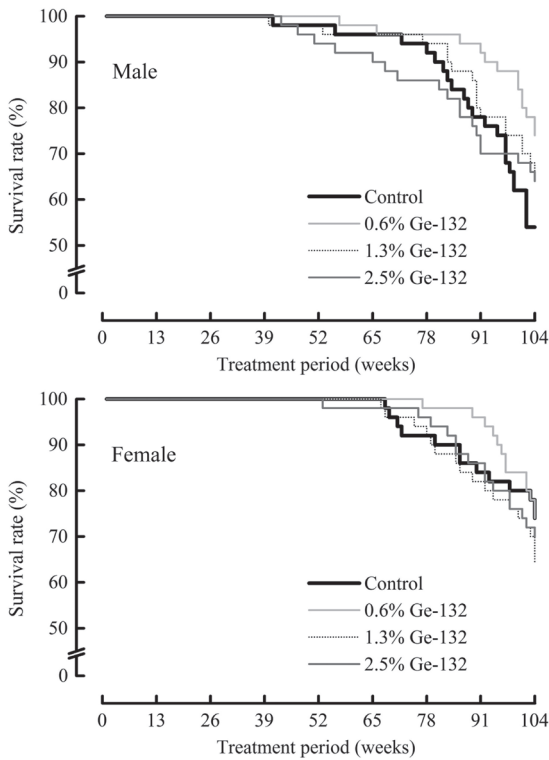 100
90
80
70
60
50
0
Survival rate (%)
Male
Control
0.6% Ge-132
1.3% Ge-132
2.5% Ge-132
0 13 26 39 52 65 78 91 104
Treatment period (weeks)
100
90
80
70
60
50
0
Survival rate (%)
Female
Control
0.6% Ge-132
1.3% Ge-132
2.5% Ge-132
0 13 26 39 52 65 78 91 104
Treatment period (weeks)